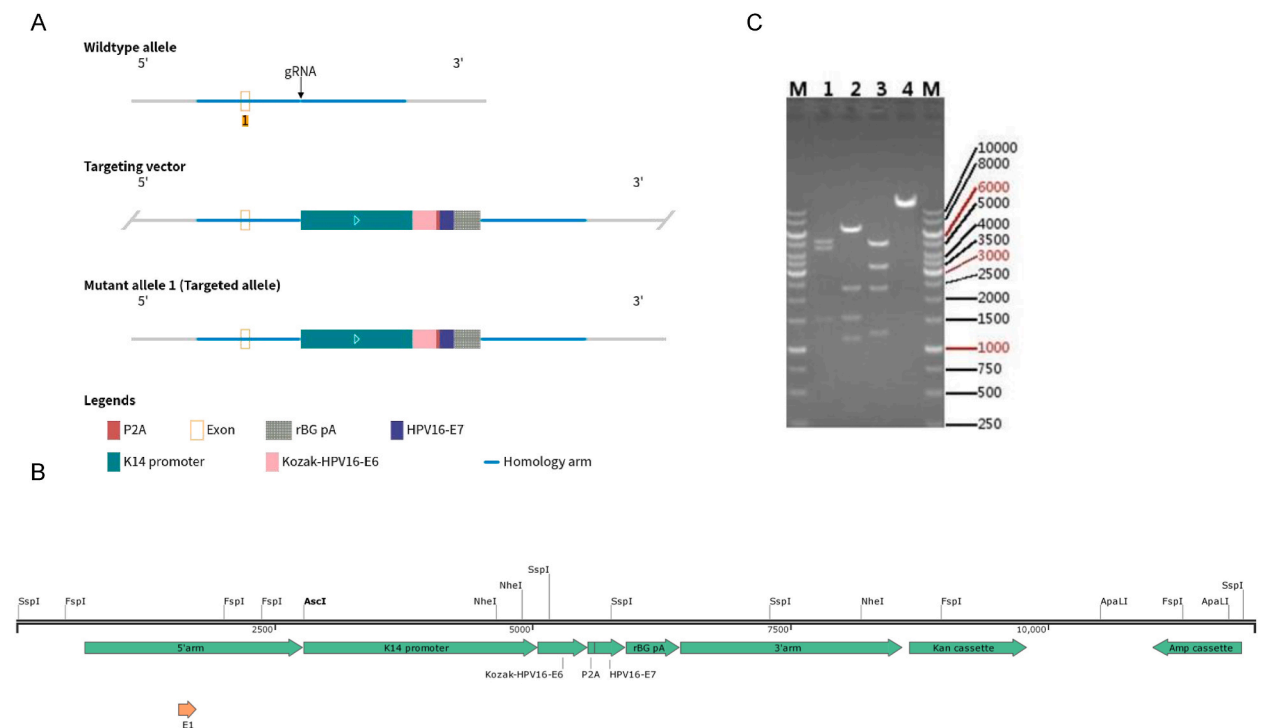 A
Wildtype allele
5' 3'
gRNA
1
Targeting vector
5' 3'
Mutant allele 1 (Targeted allele)
5' 3'
Legends
P2A Exon rBG pA HPV16-E7
K14 promoter Kozak-HPV16-E6 Homology arm
C
M 1 2 3 4 M
10000
8000
6000
5000
4000
3500
3000
2500
2000
1500
1000
750
500
250
B
SspI
NheI SspI
SspI FspI FspI FspI AscI NheI SspI SspI NheI FspI ApaLI FspI ApaLI
2500 5000 7500 10,000
5'arm K14 promoter rBG pA 3'arm Kan cassette Amp cassette
Kozak-HPV16-E6 P2A HPV16-E7
E1